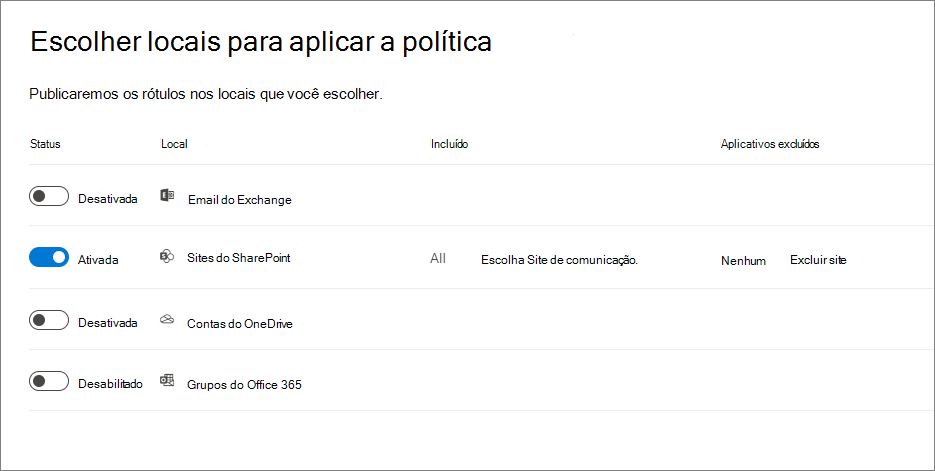 Escolher locais para aplicar a política
Publicaremos os rótulos nos locais que você escolher.
Status Local Incluído Aplicativos excluídos
Desativada Email do Exchange
Ativada Sites do SharePoint All Escolha Site de comunicação. Nenhum Excluir site
Desativada Contas do OneDrive
Desabilitado Grupos do Office 365